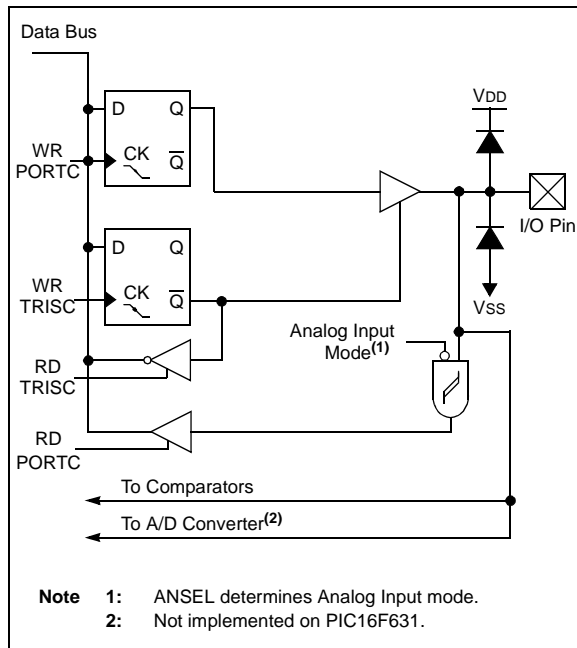 Data Bus
D Q
WR
PORTC
CK Q
VDD
I/O Pin
D Q
WR
TRISC
CK Q
VSS
Analog Input
Mode(1)
RD
TRISC
RD
PORTC
To Comparators
To A/D Converter(2)
Note 1: ANSEL determines Analog Input mode.
2: Not implemented on PIC16F631.